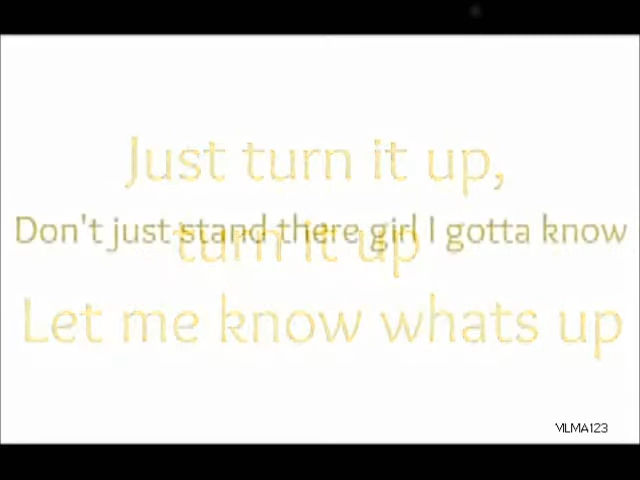 Just turn it up,
Don't just stand there girl I gotta know
turn it up
Let me know whats up
VILMA123